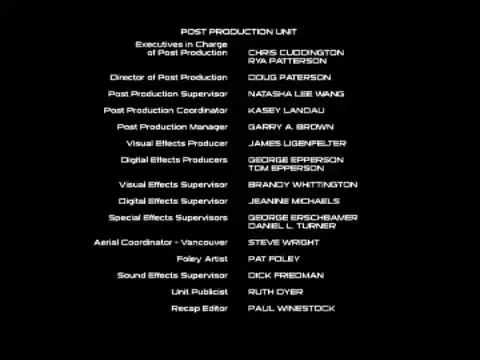 POST PRODUCTION UNIT
Executives in Charge
of Post Production CHRIS CUDDINGTON
RYA PATTERSON
Director of Post Production DOUG PATERSON
Post Production Supervisor NATASHA LEE WANG
Post Production Coordinator KASEY LANDAU
Post Production Manager GARRY A. BROWN
Visual Effects Producer JAMES LIGENFELTER
Digital Effects Producers GEORGE EPPERSON
TOM EPPERSON
Visual Effects Supervisor BRANDY WHITTINGTON
Digital Effects Supervisor JEANINE MICHAELS
Special Effects Supervisors GEORGE ERSCHBAMER
DANIEL L. TURNER
Aerial Coordinator - Vancouver STEVE WRIGHT
Foley Artist PAT FOLEY
Sound Effects Supervisor DICK FRIEDMAN
Unit Publicist RUTH DYER
Recap Editor PAUL WINESTOCK